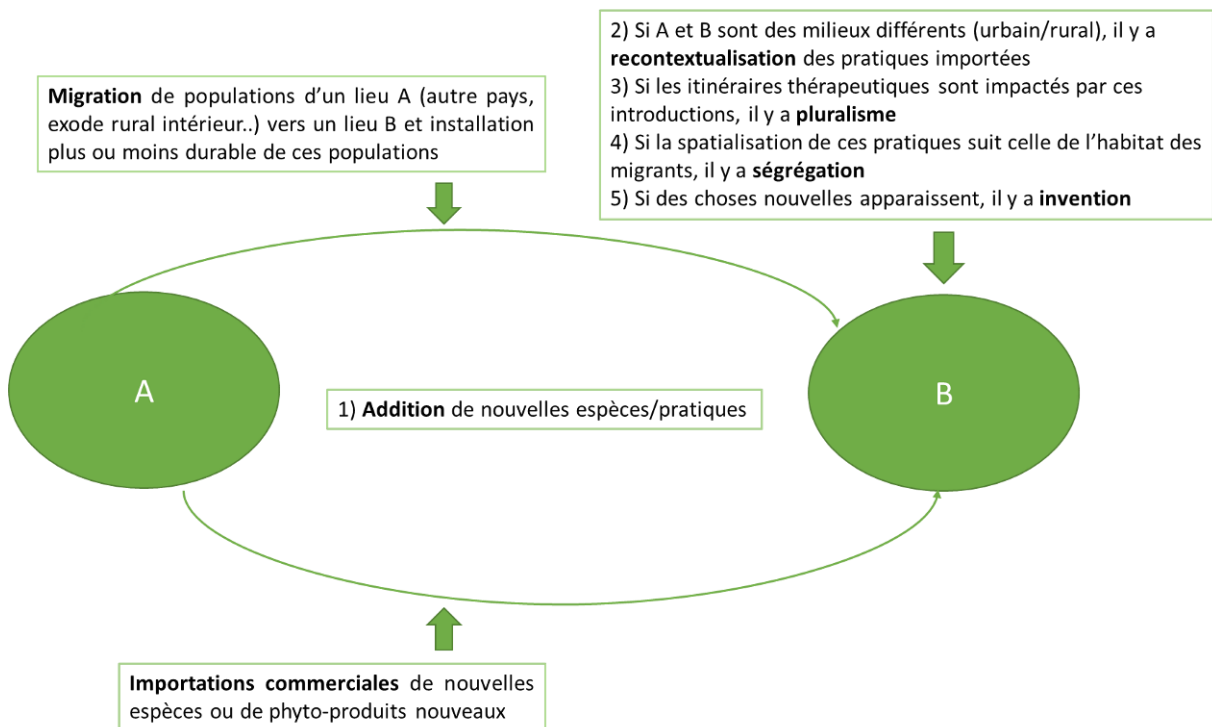 Migration de populations d’un lieu A (autre pays,
exode rural intérieur..) vers un lieu B et installation
plus ou moins durable de ces populations
2) Si A et B sont des milieux différents (urbain/rural), il y a
recontextualisation des pratiques importées
3) Si les itinéraires thérapeutiques sont impactés par ces
introductions, il y a pluralisme
4) Si la spatialisation de ces pratiques suit celle de l’habitat des
migrants, il y a ségrégation
5) Si des choses nouvelles apparaissent, il y a invention
A
1) Addition de nouvelles espèces/pratiques
B
Importations commerciales de nouvelles
espèces ou de phyto-produits nouveaux